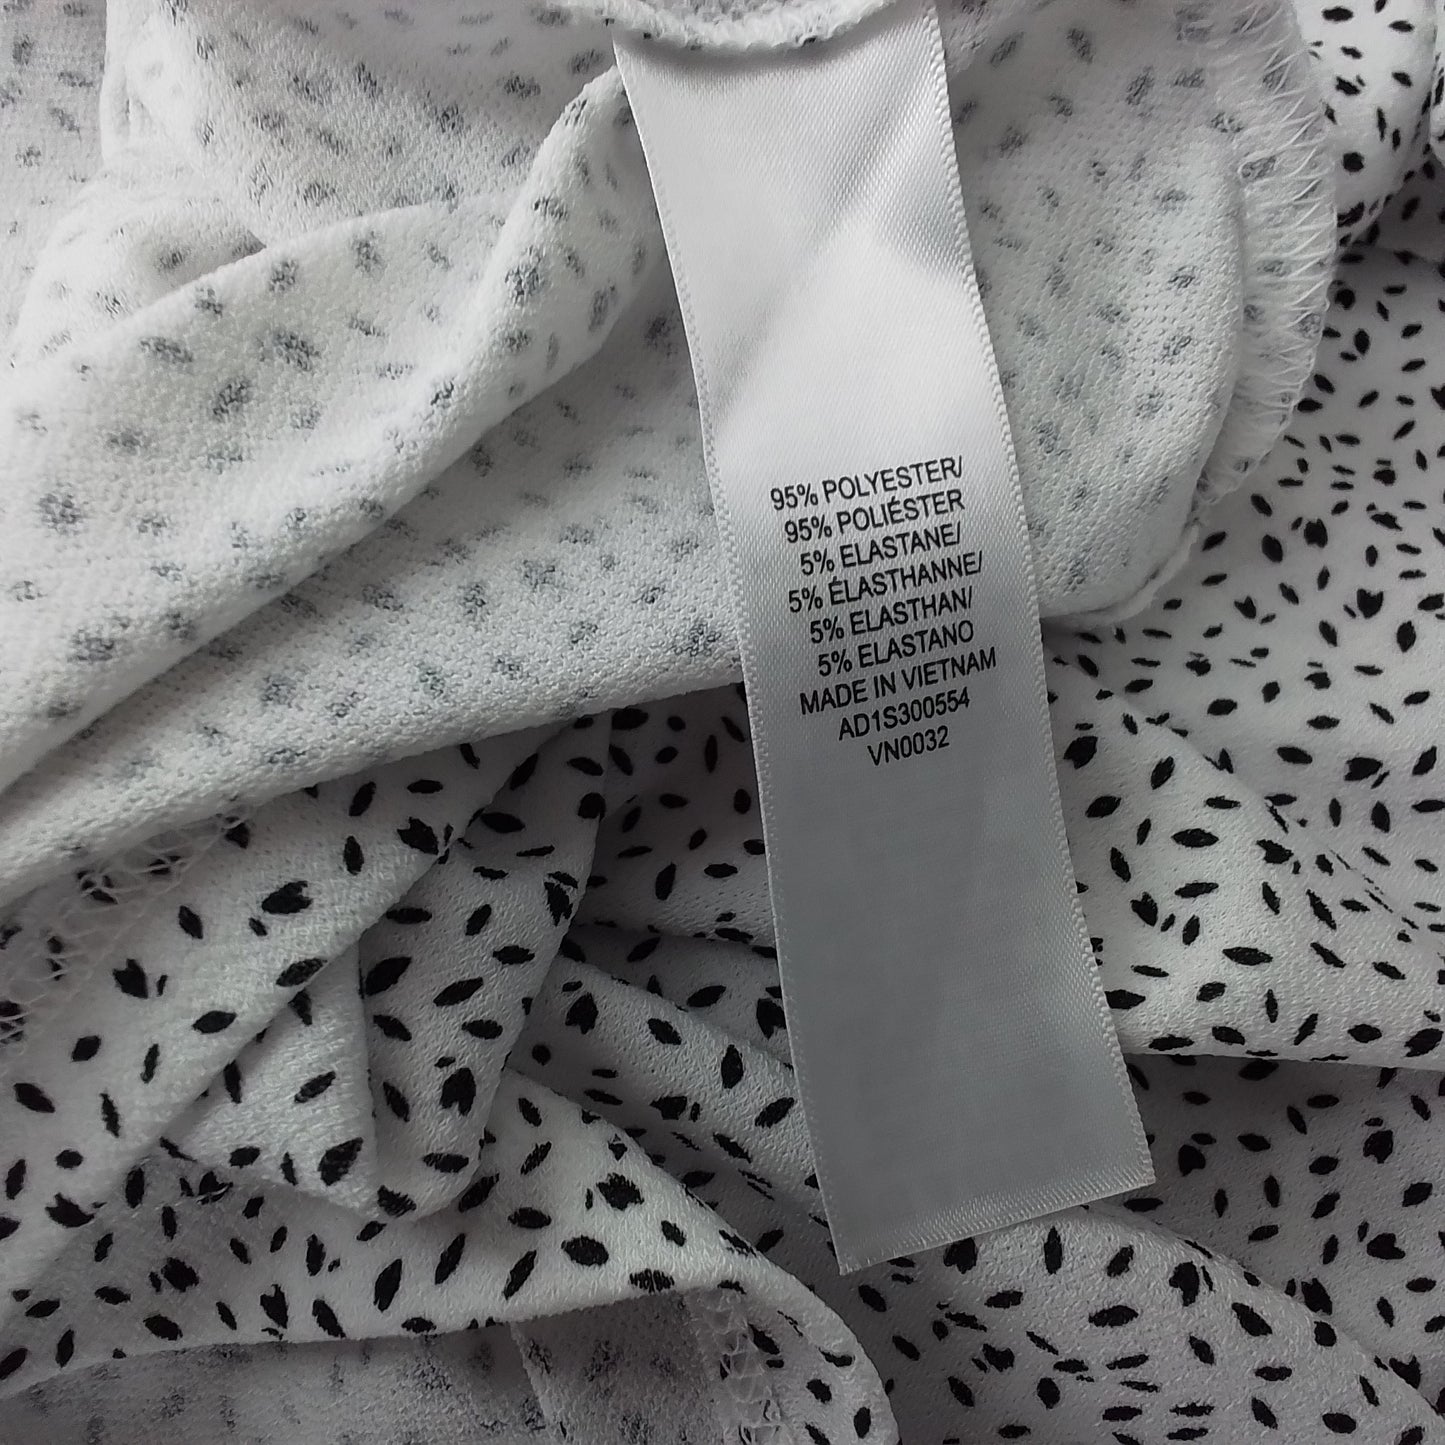 95% POLYESTER/
95% POLIÉSTER
5% ELASTANE/
5% ÉLASTHANNE/
5% ELASTHAN/
5% ELASTANO
MADE IN VIETNAM
AD1S300554
VN0032